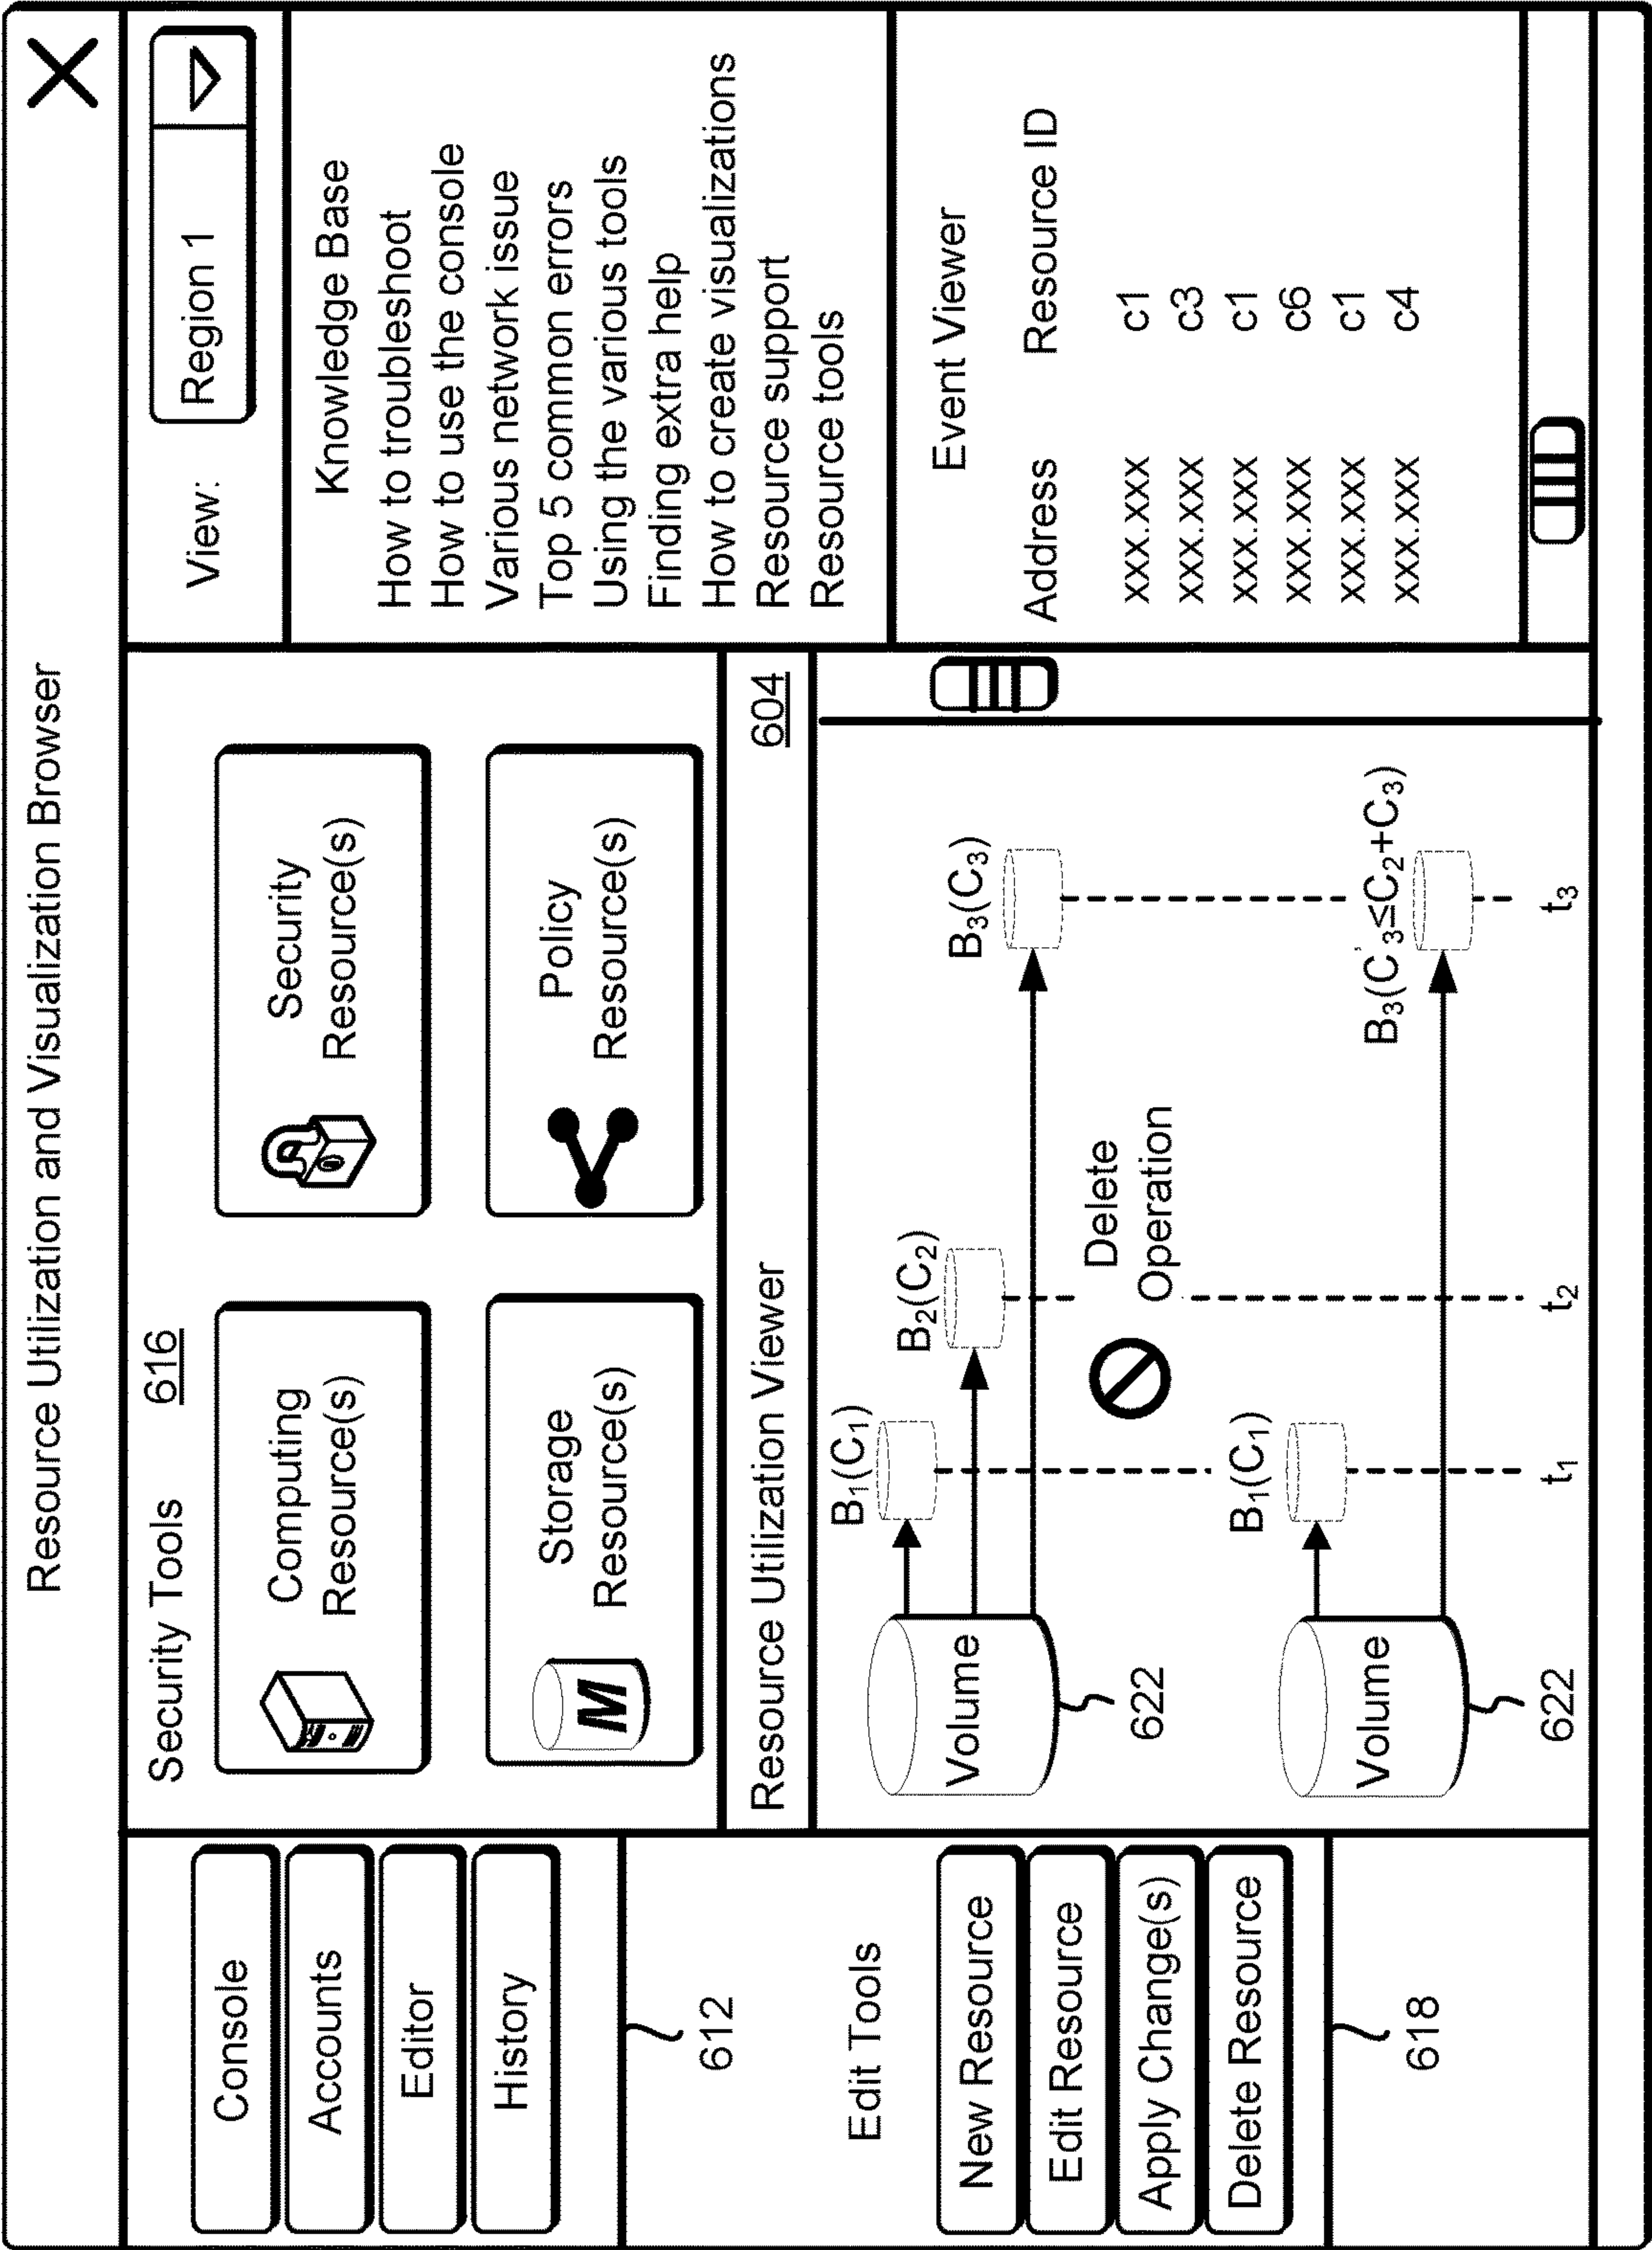 Resource Utilization and Visualization Browser
Console
Accounts
Editor
History
612
Edit Tools
New Resource
Edit Resource
Apply Change(s)
Delete Resource
618
Security Tools 616
Computing
Resource(s)
Security
Resource(s)
Storage
Resource(s)
M
Policy
Resource(s)
Resource Utilization Viewer 604
B₁(C₁)
B₂(C₂)
B₃(C₃)
Volume
622
Delete
Operation
B₁(C₁)
B₃(C'₃≤C₂+C₃)
Volume
622
t₁
t₂
t₃
View:
Region 1
Knowledge Base
How to troubleshoot
How to use the console
Various network issue
Top 5 common errors
Using the various tools
Finding extra help
How to create visualizations
Resource support
Resource tools
Event Viewer
Address Resource ID
xxx.xxx c1
xxx.xxx c3
xxx.xxx c1
xxx.xxx c6
xxx.xxx c1
xxx.xxx c4